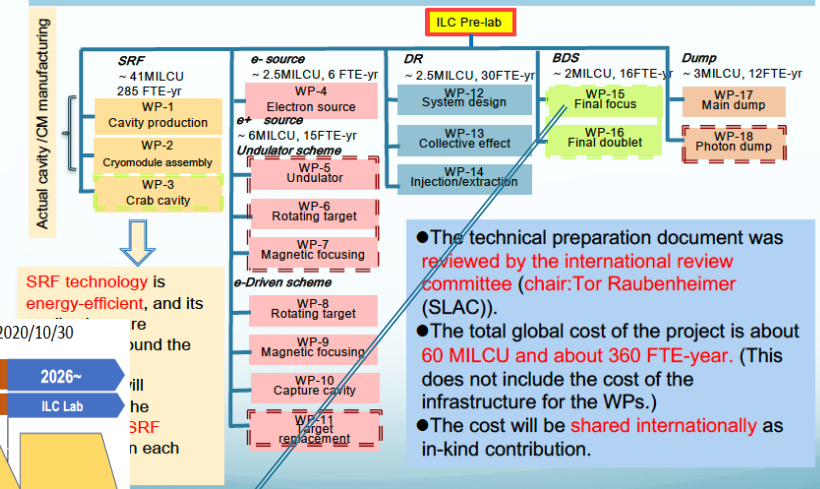 ILC Pre-lab
Actual cavity/CM manufacturing
SRF
~ 41MILCU
285 FTE-yr
WP-1
Cavity production
WP-2
Cryomodule assembly
WP-3
Crab cavity
e- source
~ 2.5MILCU, 6 FTE-yr
WP-4
Electron source
e+ source
~ 6MILCU, 15FTE-yr
Undulator scheme
WP-5
Undulator
WP-6
Rotating target
WP-7
Magnetic focusing
e-Driven scheme
WP-8
Rotating target
WP-9
Magnetic focusing
WP-10
Capture cavity
WP-11
Target
replacement
DR
~ 2.5MILCU, 30FTE-yr
WP-12
System design
WP-13
Collective effect
WP-14
Injection/extraction
BDS
~ 2MILCU, 16FTE-yr
WP-15
Final focus
WP-16
Final doublet
Dump
~ 3MILCU, 12FTE-yr
WP-17
Main dump
WP-18
Photon dump
SRF technology is
energy-efficient, and its
are
und the
will
he
SRF
n each
2020/10/30
2026~
ILC Lab
●The technical preparation document was
reviewed by the international review
committee (chair:Tor Raubenheimer
(SLAC)).
●The total global cost of the project is about
60 MILCU and about 360 FTE-year. (This
does not include the cost of the
infrastructure for the WPs.)
●The cost will be shared internationally as
in-kind contribution.